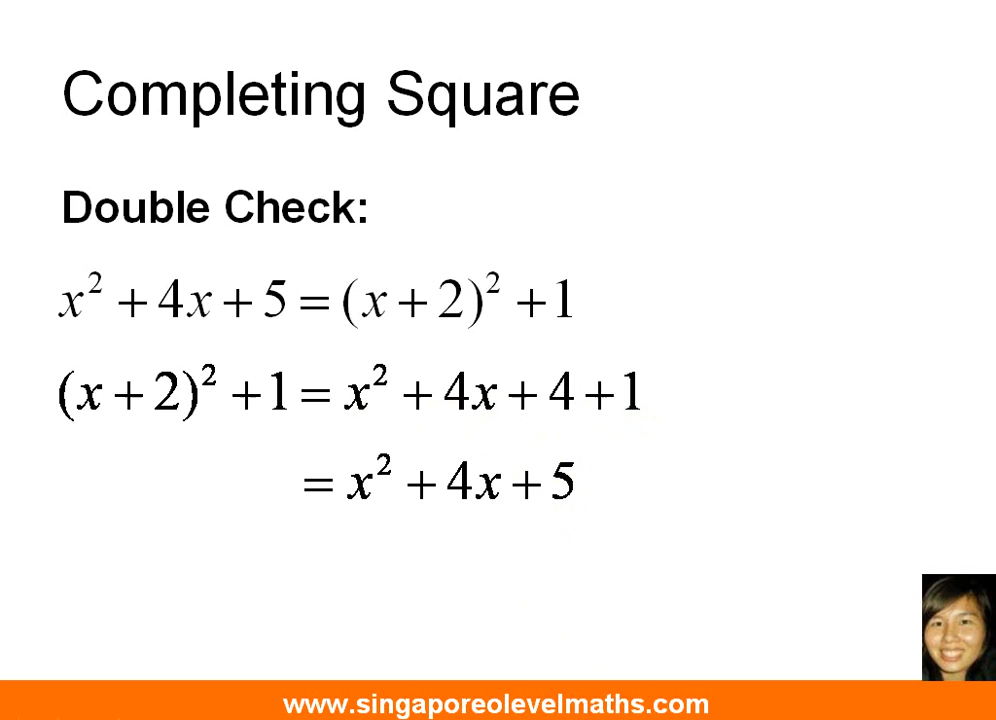 Completing Square
Double Check:
x² + 4x + 5 = (x + 2)² + 1
(x + 2)² + 1 = x² + 4x + 4 + 1
= x² + 4x + 5
www.singaporeolevelmaths.com